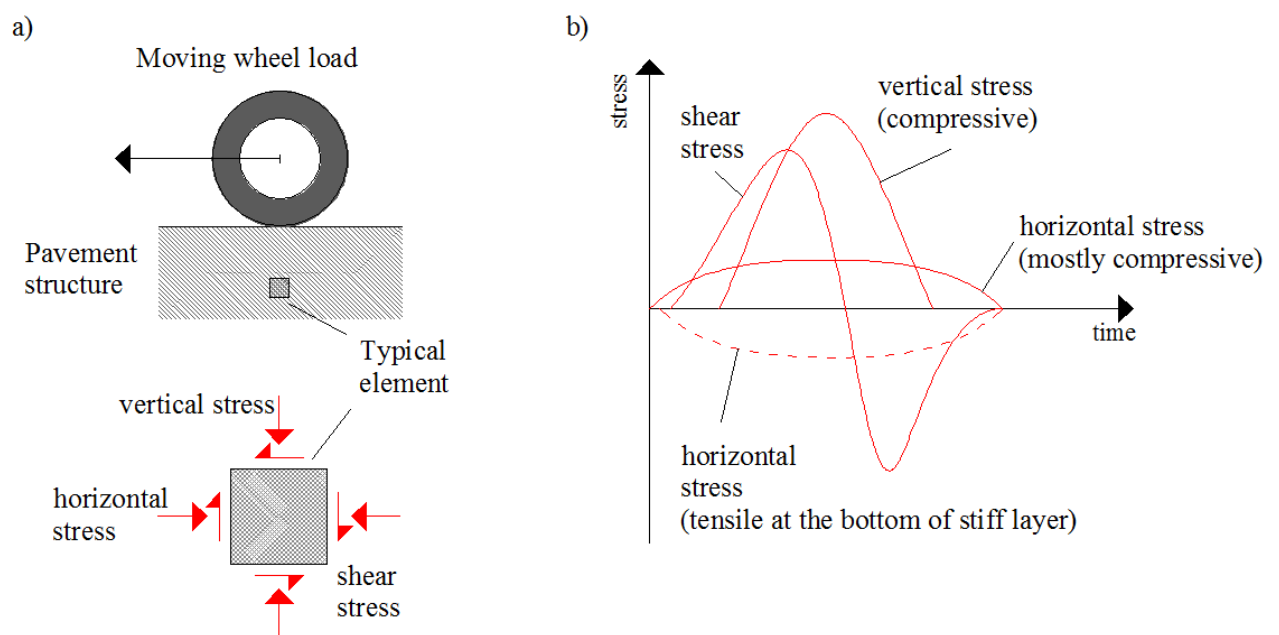 a)
Moving wheel load
Pavement
structure
Typical
element
vertical stress
horizontal
stress
shear
stress
b)
stress
shear
stress
vertical stress
(compressive)
horizontal stress
(mostly compressive)
time
horizontal
stress
(tensile at the bottom of stiff layer)